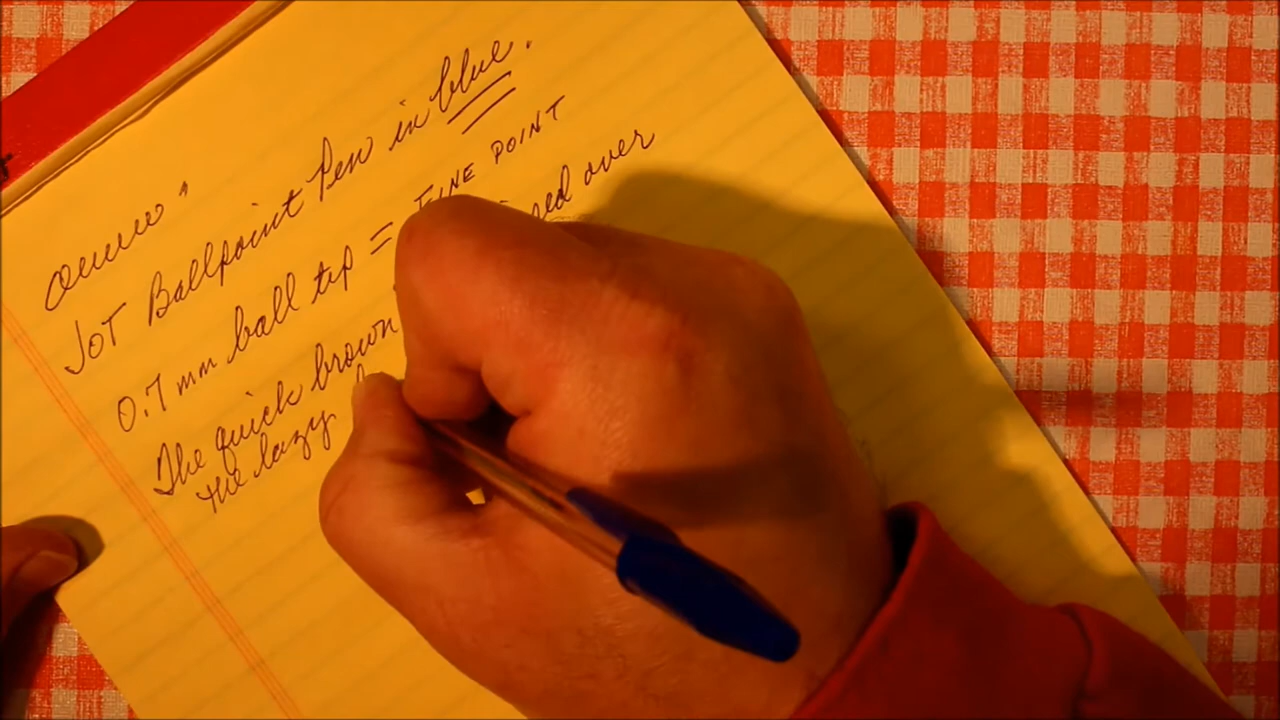 JOT Ballpoint Pen in blue.
0.7 mm ball tip = FINE POINT
The quick brown over
the lazy